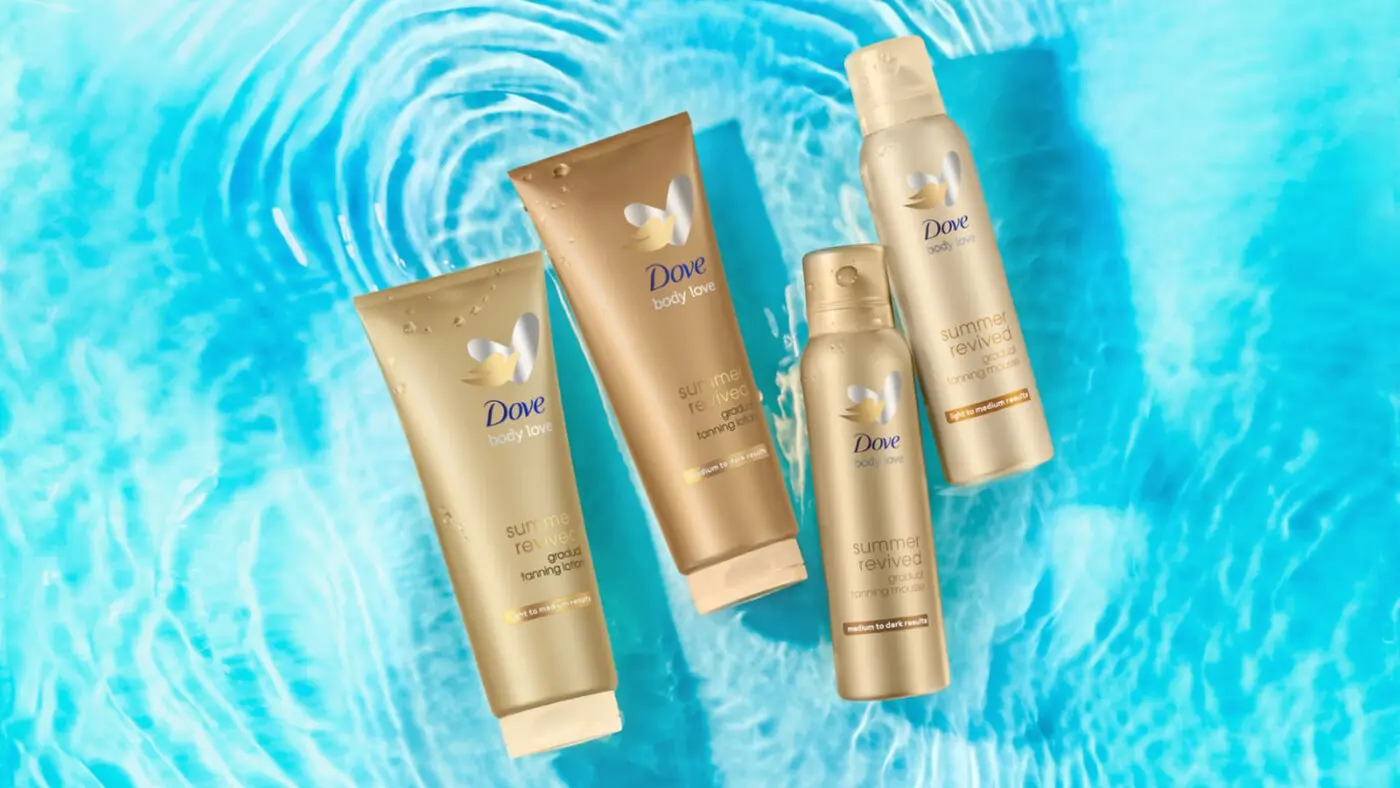 Dove
body love
summer
revived
gradual
tanning lotion
light to medium results
Dove
body love
summer
revived
gradual
tanning lotion
medium to dark results
Dove
body love
summer
revived
gradual
tanning mousse
medium to dark results
Dove
body love
summer
revived
gradual
tanning mousse
light to medium results